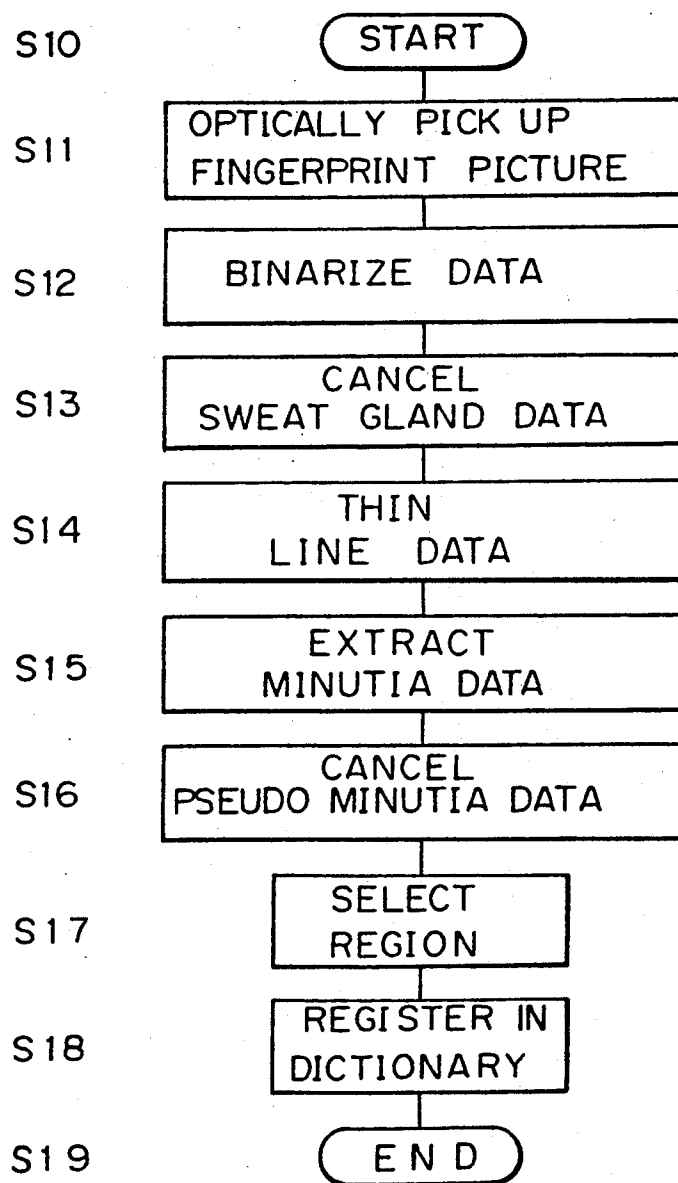 S10 START
S11 OPTICALLY PICK UP
FINGERPRINT PICTURE
S12 BINARIZE DATA
S13 CANCEL
SWEAT GLAND DATA
S14 THIN
LINE DATA
S15 EXTRACT
MINUTIA DATA
S16 CANCEL
PSEUDO MINUTIA DATA
S17 SELECT
REGION
S18 REGISTER IN
DICTIONARY
S19 END